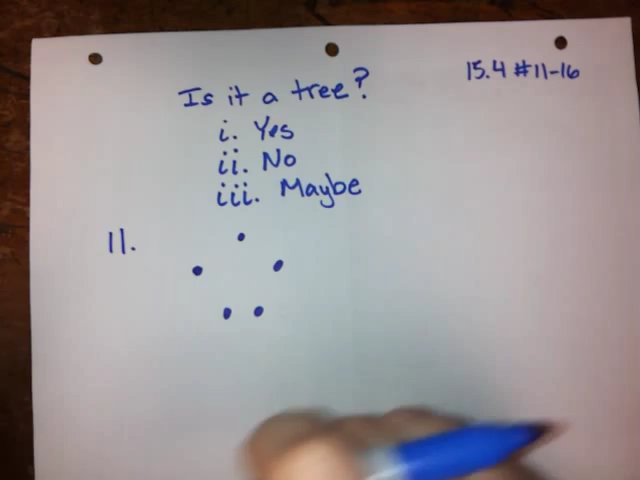 15.4 #11-16
Is it a tree?
i. Yes
ii. No
iii. Maybe
11.